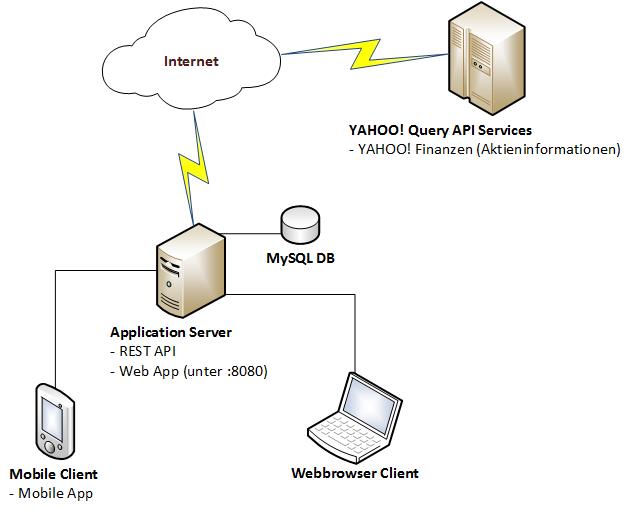 Internet
YAHOO! Query API Services
- YAHOO! Finanzen (Aktieninformationen)
MySQL DB
Application Server
- REST API
- Web App (unter :8080)
Mobile Client
- Mobile App
Webbrowser Client